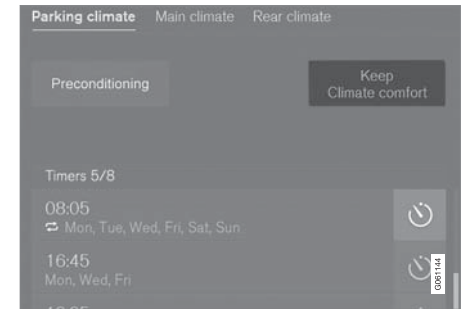 Parking climate Main climate Rear climate
Preconditioning
Keep
Climate comfort
Timers 5/8
08:05
Mon, Tue, Wed, Fri, Sat, Sun
16:45
Mon, Wed, Fri
G061144